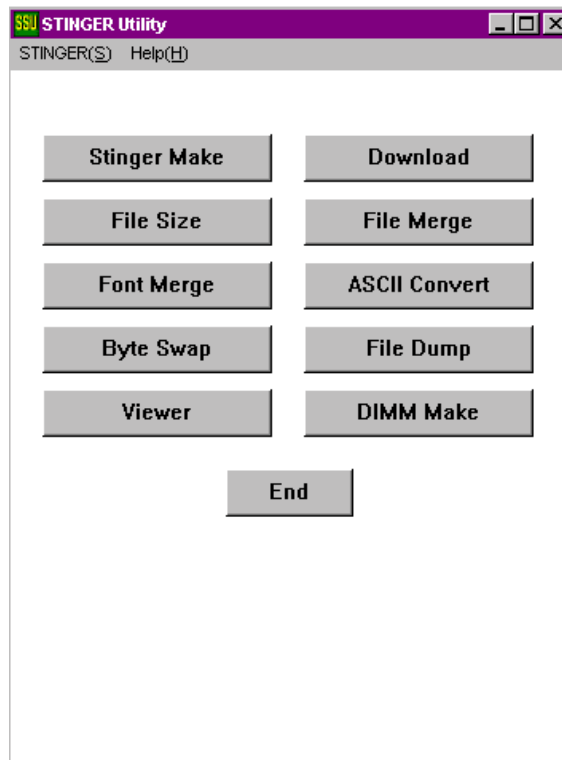 SSU STINGER Utility
STINGER(S) Help(H)
Stinger Make Download
File Size File Merge
Font Merge ASCII Convert
Byte Swap File Dump
Viewer DIMM Make
End